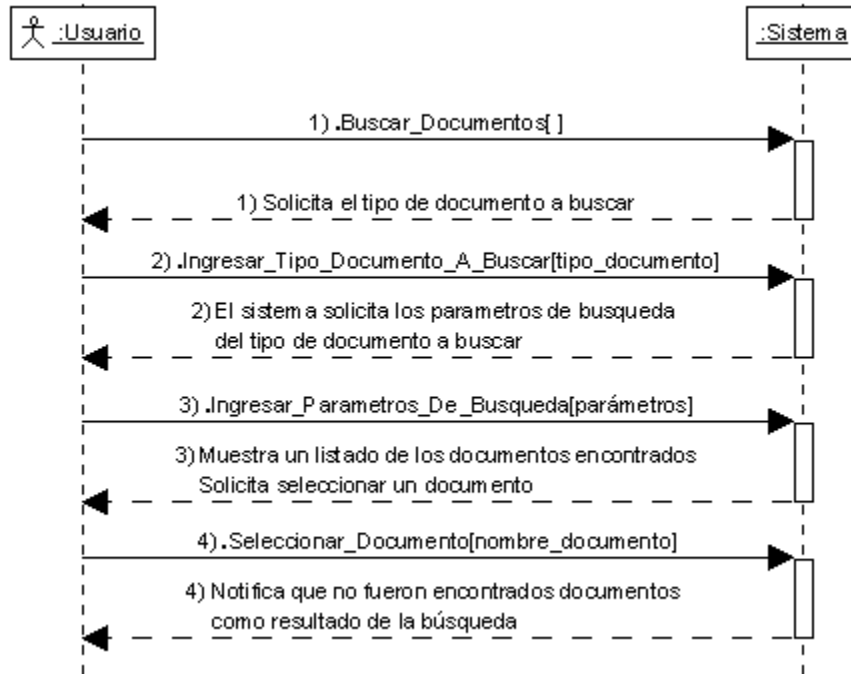 :Usuario
:Sistema
1) .Buscar_Documentos[ ]
1) Solicita el tipo de documento a buscar
2) .Ingresar_Tipo_Documento_A_Buscar[tipo_documento]
2) El sistema solicita los parametros de busqueda
del tipo de documento a buscar
3) .Ingresar_Parametros_De_Busqueda[parámetros]
3) Muestra un listado de los documentos encontrados
Solicita seleccionar un documento
4) .Seleccionar_Documento[nombre_documento]
4) Notifica que no fueron encontrados documentos
como resultado de la búsqueda